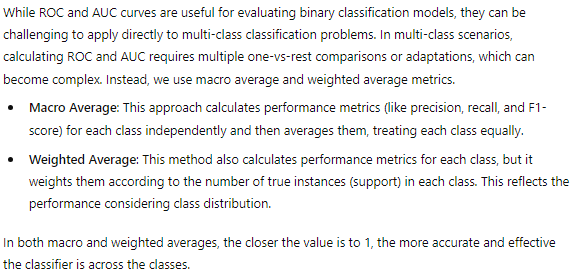 While ROC and AUC curves are useful for evaluating binary classification models, they can be
challenging to apply directly to multi-class classification problems. In multi-class scenarios,
calculating ROC and AUC requires multiple one-vs-rest comparisons or adaptations, which can
become complex. Instead, we use macro average and weighted average metrics.
• Macro Average: This approach calculates performance metrics (like precision, recall, and F1-
score) for each class independently and then averages them, treating each class equally.
• Weighted Average: This method also calculates performance metrics for each class, but it
weights them according to the number of true instances (support) in each class. This reflects the
performance considering class distribution.
In both macro and weighted averages, the closer the value is to 1, the more accurate and effective
the classifier is across the classes.